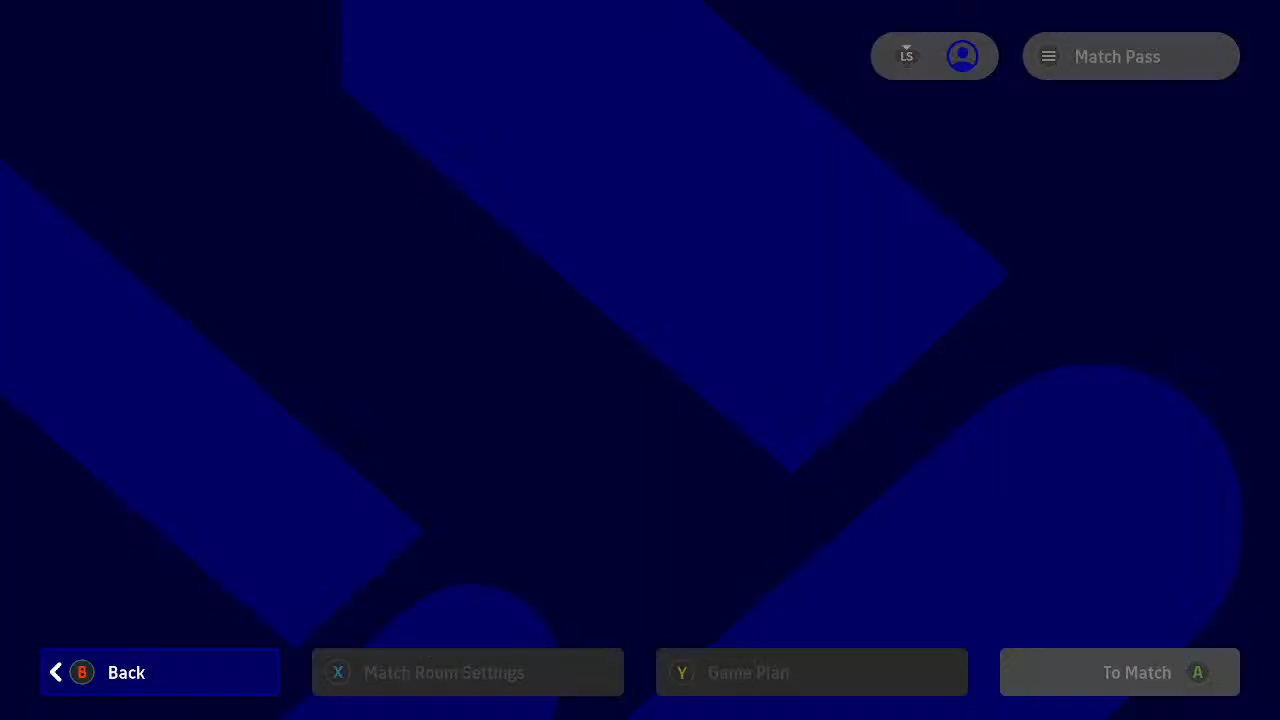 LS
Match Pass
B Back
X Match Room Settings
Y Game Plan
To Match A